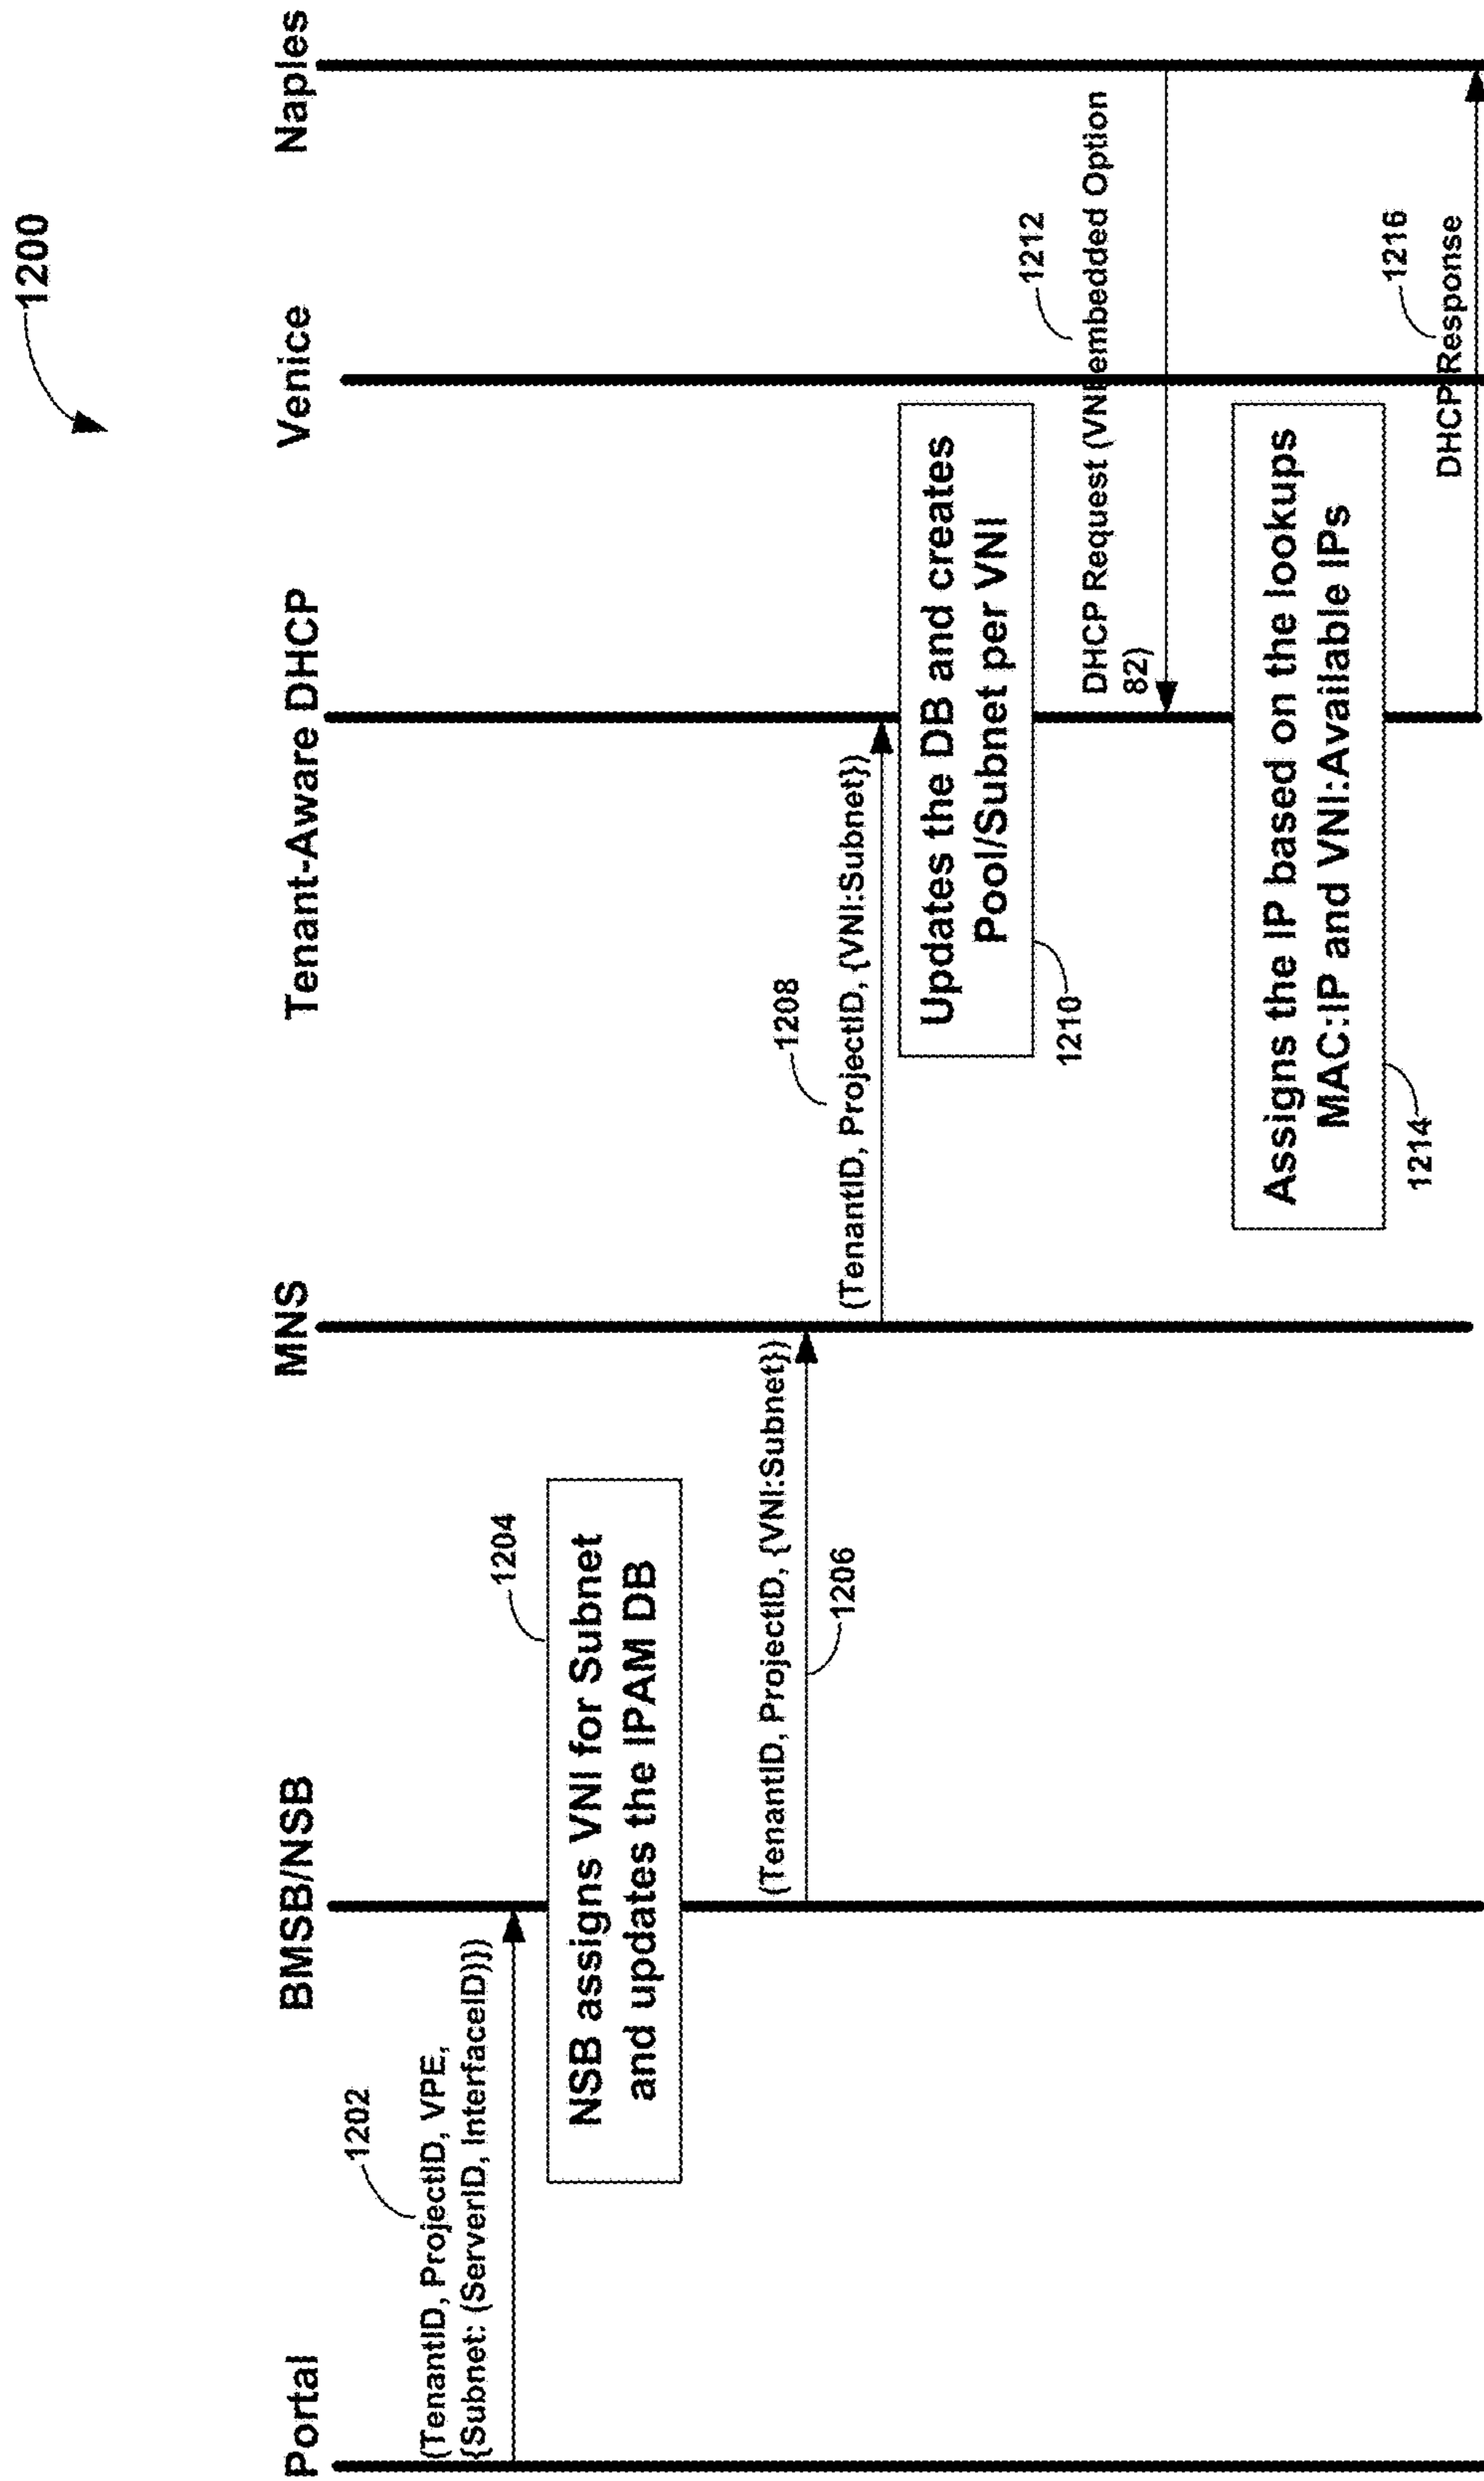 1200
Portal
BMSB/NSB
MNS
Tenant-Aware DHCP
Venice
Naples
1202
(TenantID, ProjectID, VPE,
{Subnet: (ServerID, InterfaceID)})
1204
NSB assigns VNI for Subnet
and updates the IPAM DB
(TenantID, ProjectID, {VNI:Subnet})
1206
1208
(TenantID, ProjectID, {VNI:Subnet})
Updates the DB and creates
Pool/Subnet per VNI
1210
1212
DHCP Request (VNI embedded Option
82)
Assigns the IP based on the lookups
MAC:IP and VNI:Available IPs
1214
1216
DHCP Response